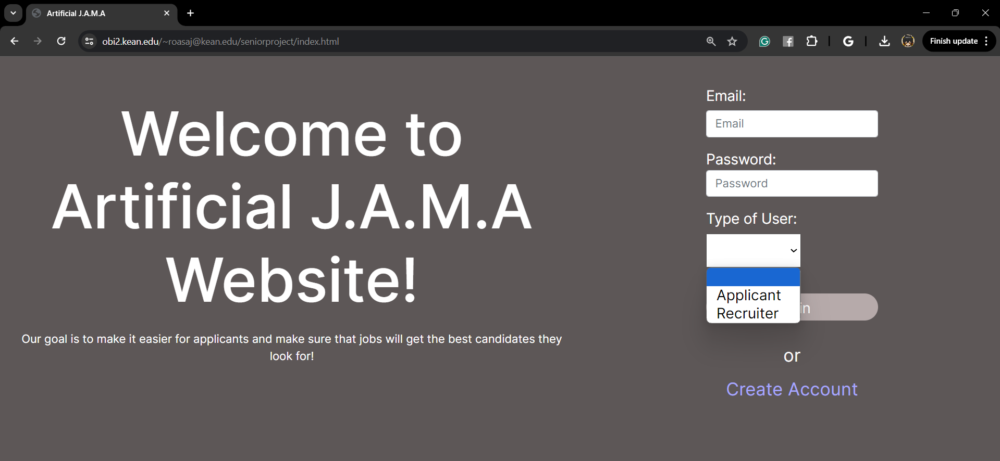 Artificial J.A.M.A
obi2.kean.edu/~roasaj@kean.edu/seniorproject/index.html
Finish update
Welcome to
Artificial J.A.M.A
Website!
Our goal is to make it easier for applicants and make sure that jobs will get the best candidates they
look for!
Email:
Email
Password:
Password
Type of User:
Applicant
Recruiter
in
or
Create Account